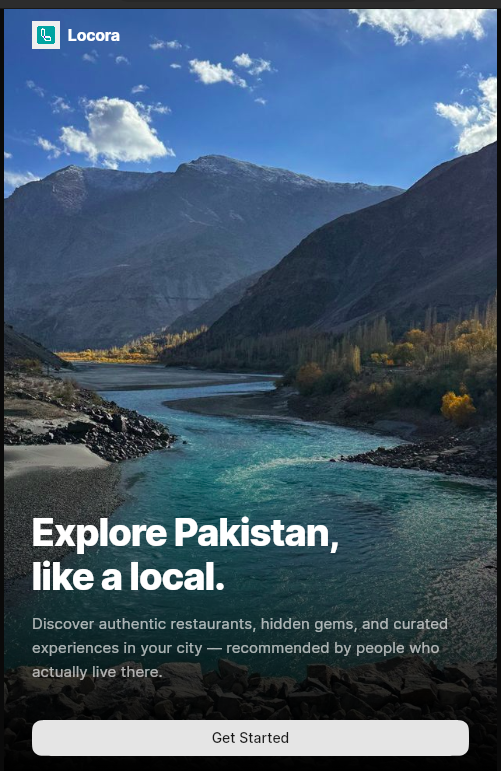 Locora
Explore Pakistan,
like a local.
Discover authentic restaurants, hidden gems, and curated
experiences in your city — recommended by people who
actually live there.
Get Started